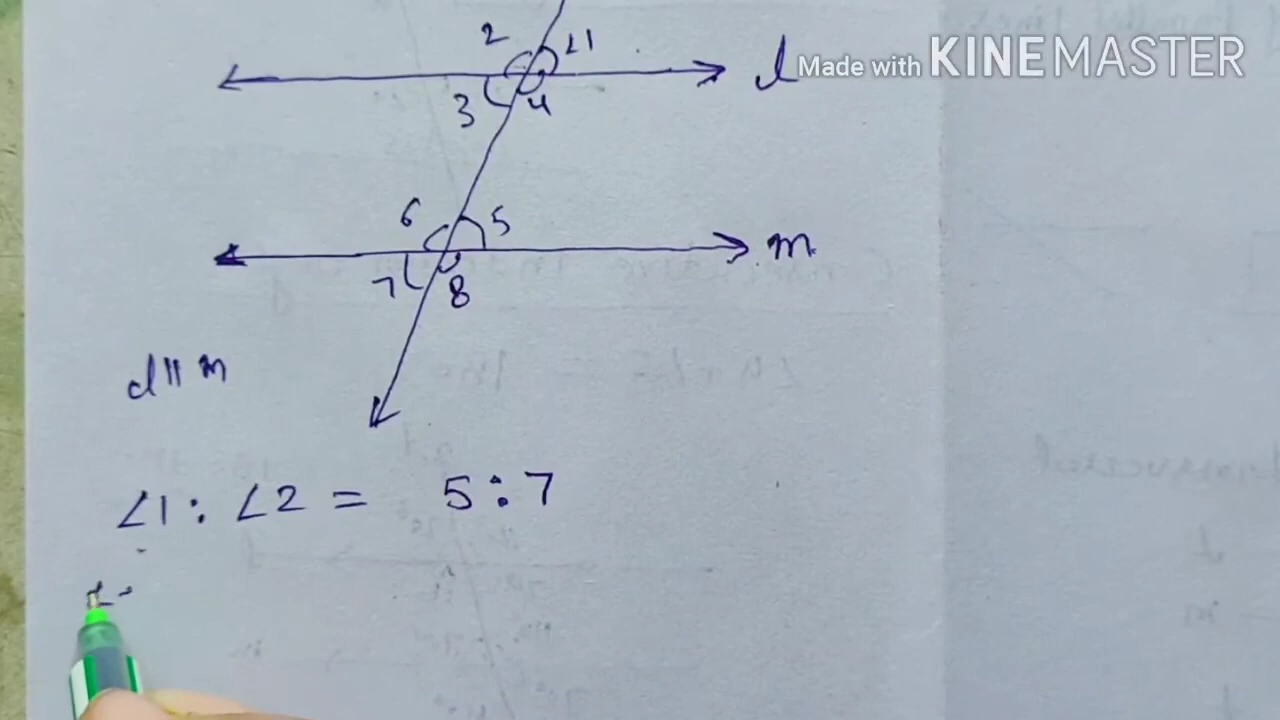 2 ∠1
l
Made with KINEMASTER
3 4
6 5
m
7 8
l || m
∠1 : ∠2 = 5 : 7